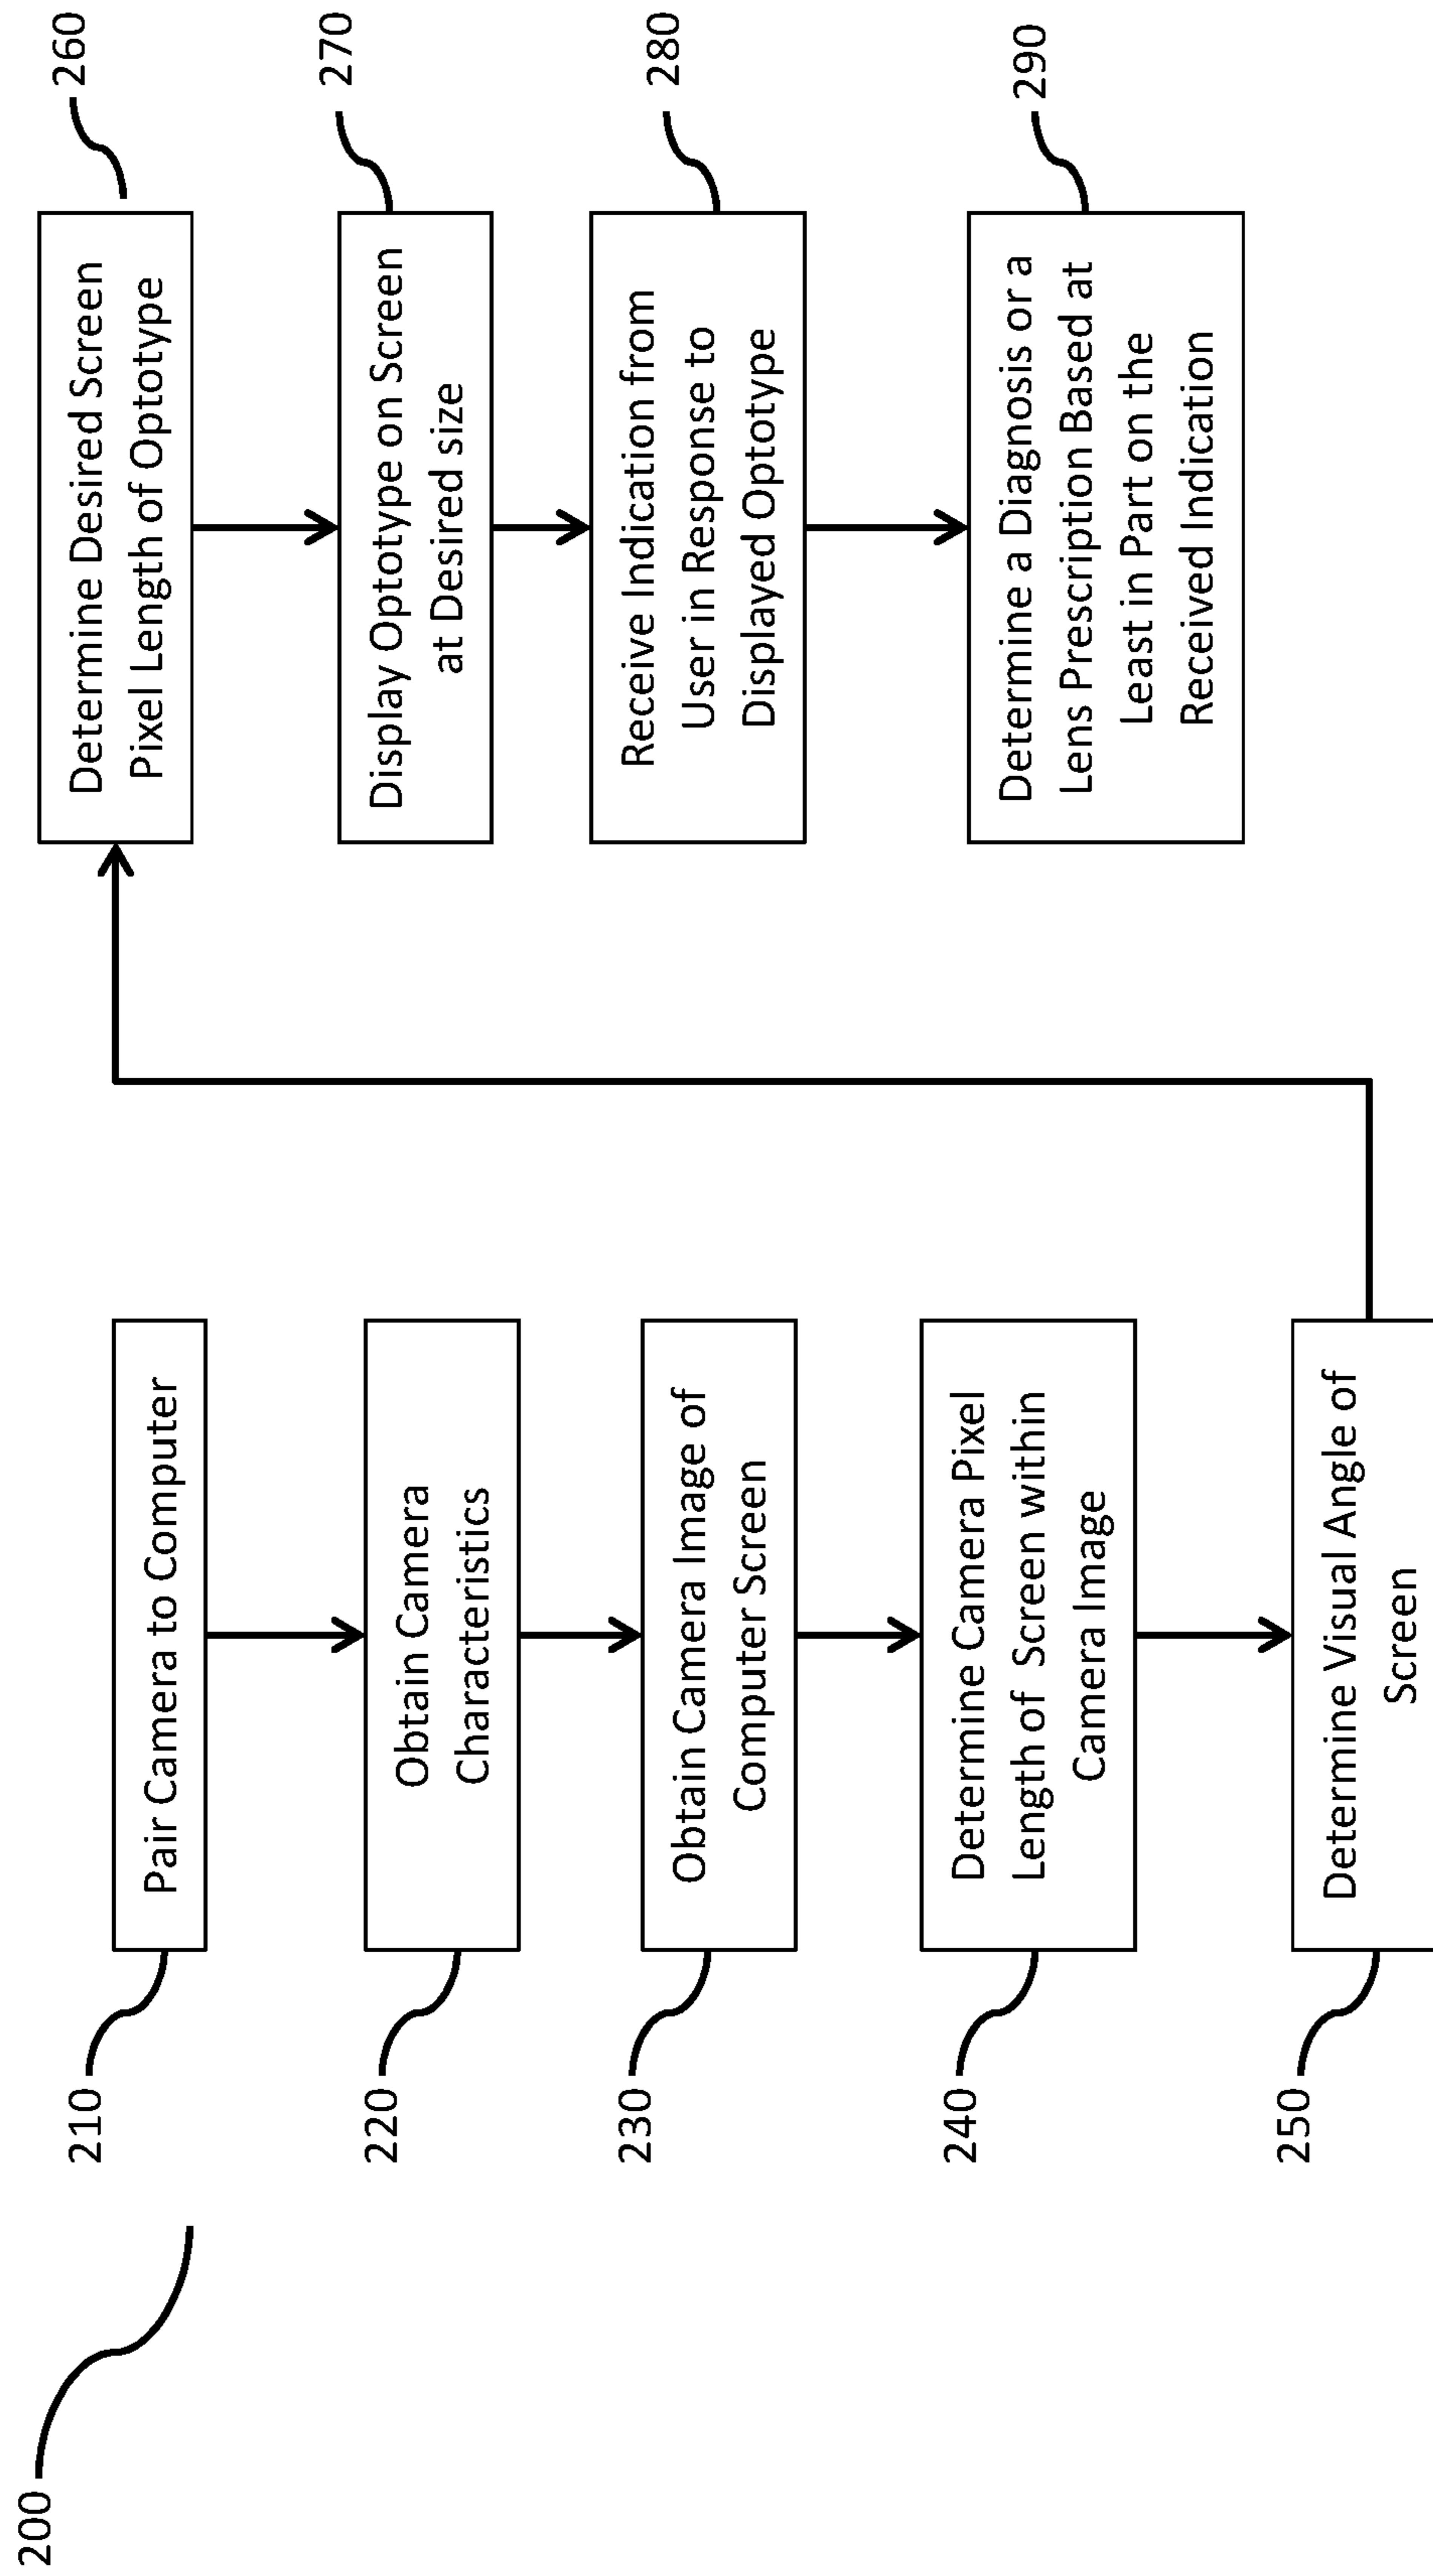 200
210
Pair Camera to Computer
220
Obtain Camera
Characteristics
230
Obtain Camera Image of
Computer Screen
240
Determine Camera Pixel
Length of Screen within
Camera Image
250
Determine Visual Angle of
Screen
260
Determine Desired Screen
Pixel Length of Optotype
270
Display Optotype on Screen
at Desired size
280
Receive Indication from
User in Response to
Displayed Optotype
290
Determine a Diagnosis or a
Lens Prescription Based at
Least in Part on the
Received Indication